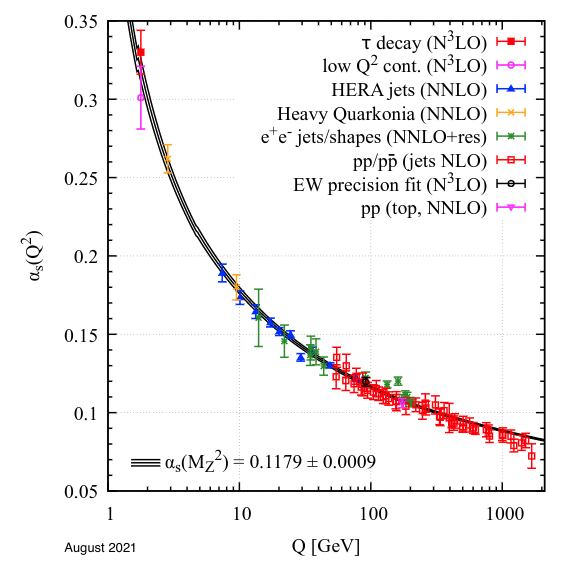 0.35
τ decay (N³LO)
low Q² cont. (N³LO)
0.3
HERA jets (NNLO)
Heavy Quarkonia (NNLO)
e⁺e⁻ jets/shapes (NNLO+res)
pp/pp̄ (jets NLO)
0.25
EW precision fit (N³LO)
pp (top, NNLO)
αs(Q²)
0.2
0.15
0.1
αs(MZ²) = 0.1179 ± 0.0009
0.05
1 10 100 1000
August 2021
Q [GeV]